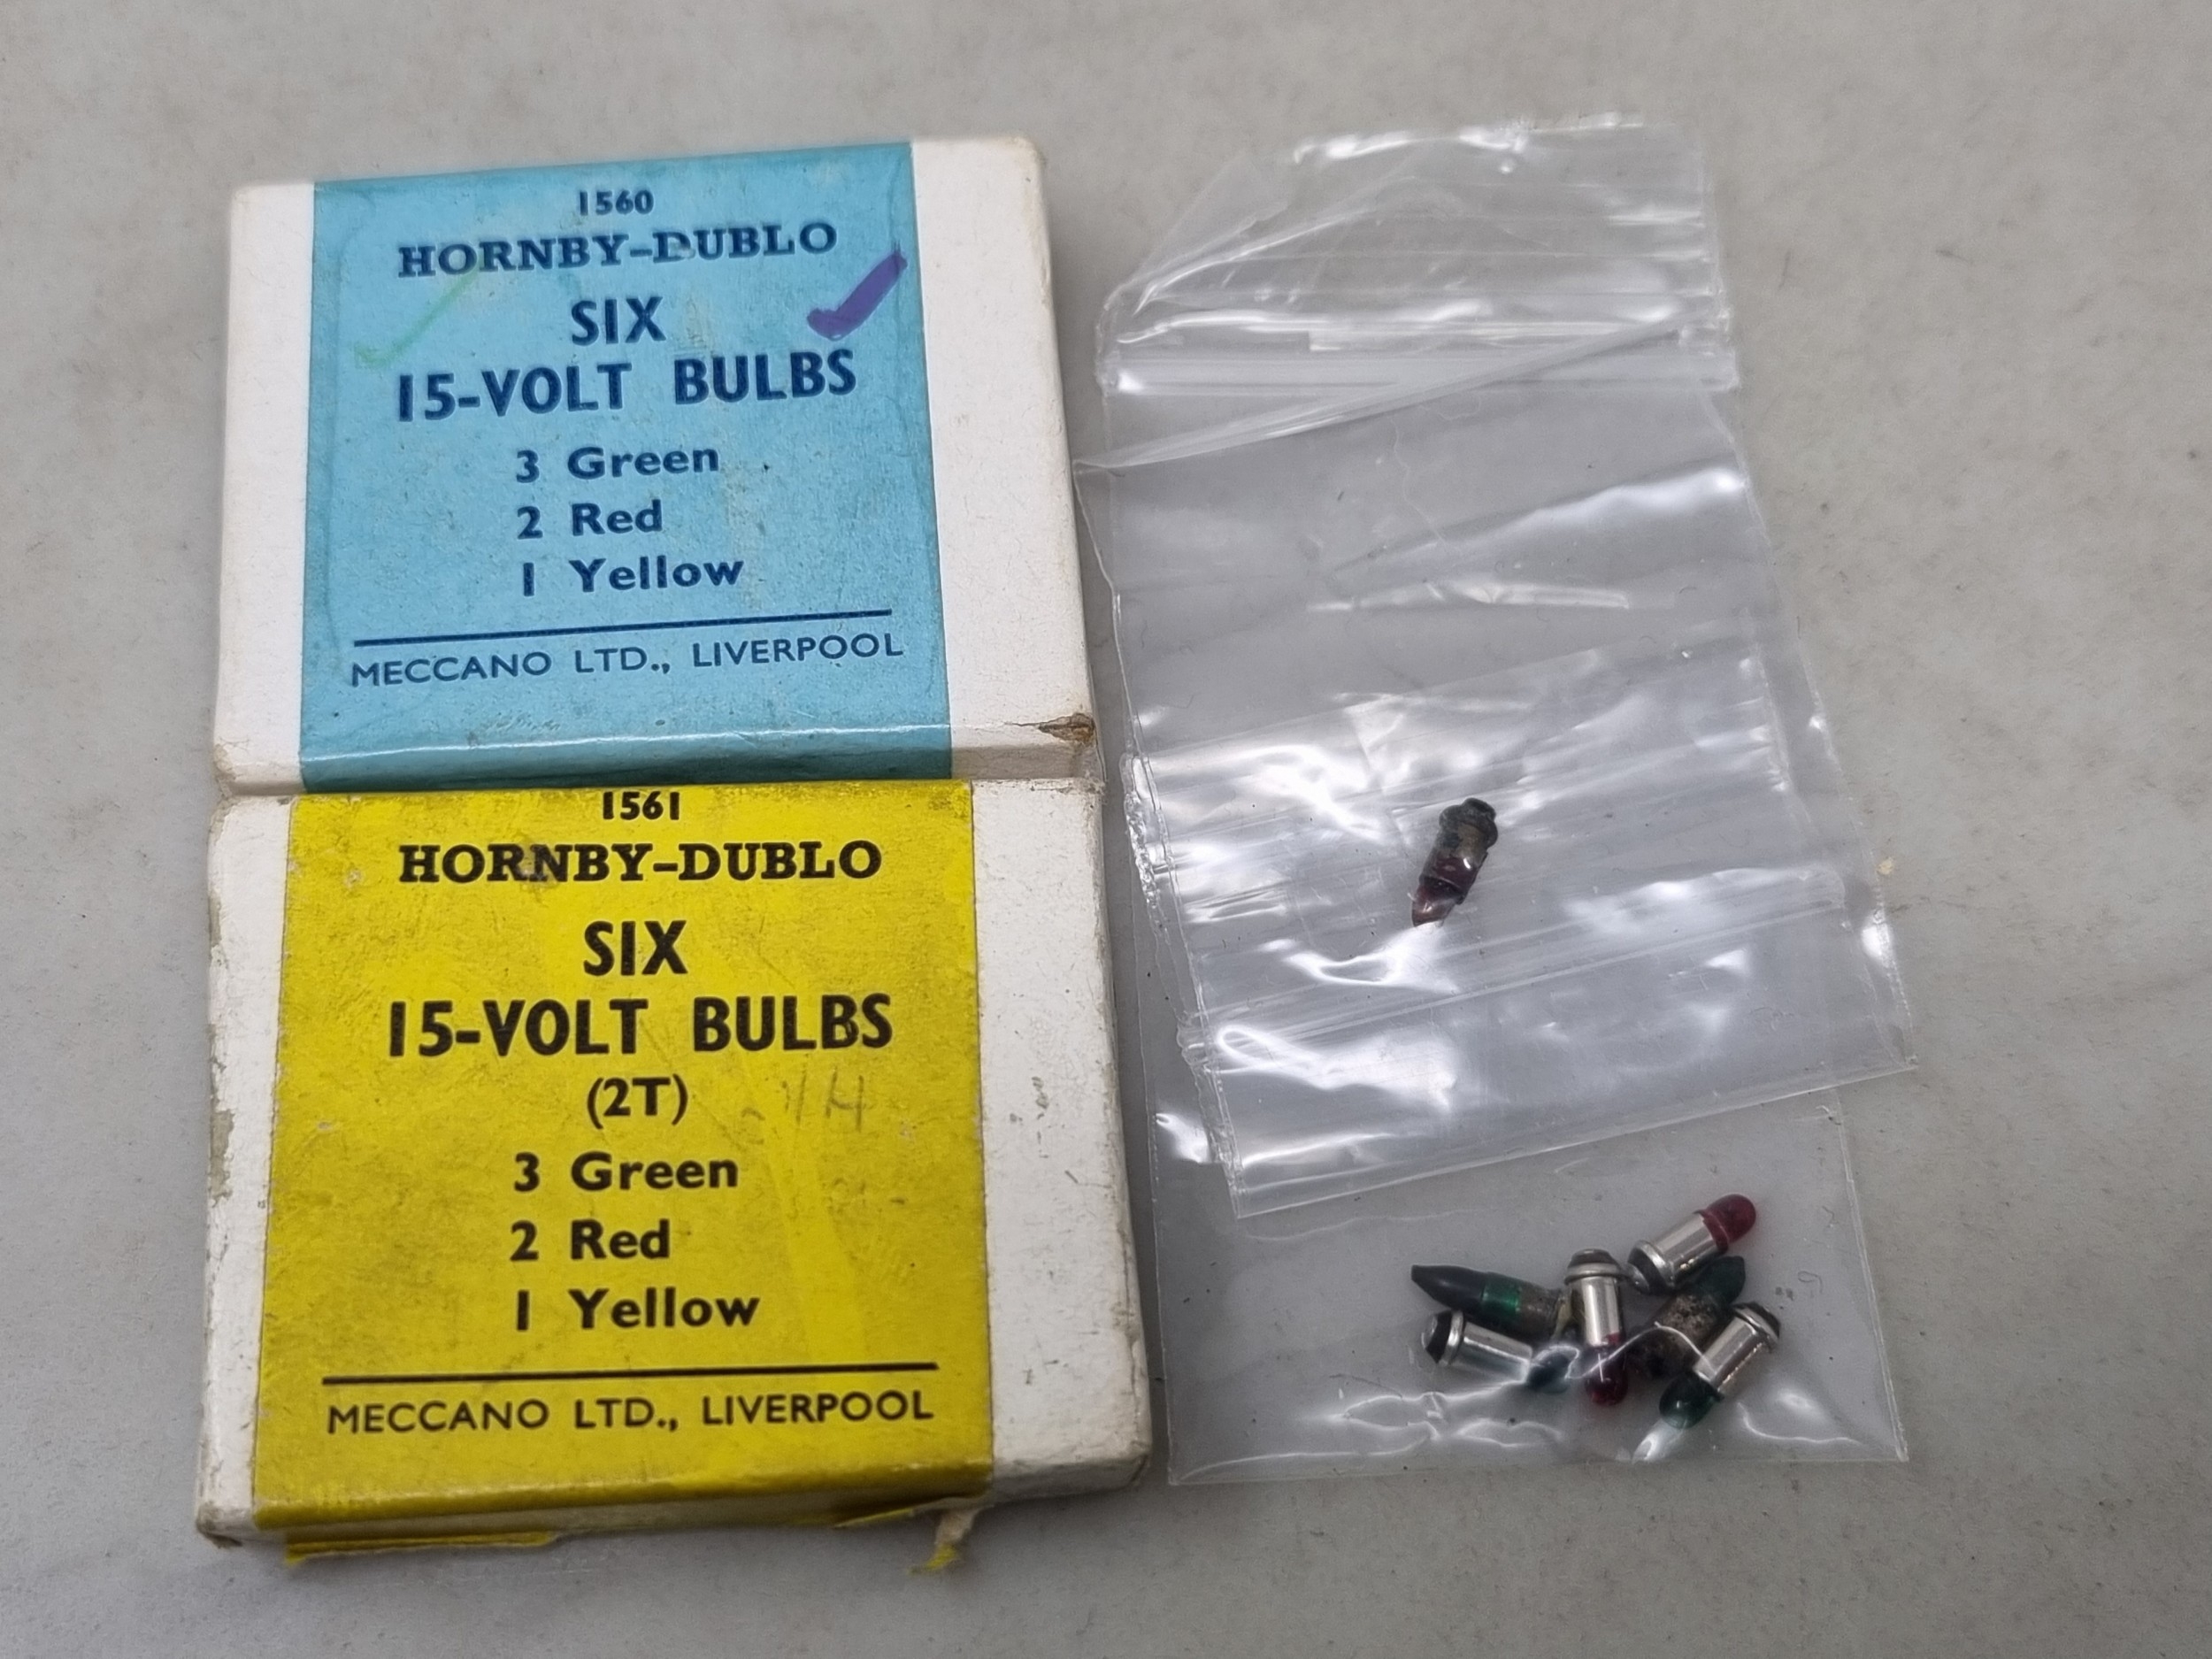 1560
HORNBY-DUBLO
SIX
15-VOLT BULBS
3 Green
2 Red
1 Yellow
MECCANO LTD., LIVERPOOL
1561
HORNBY-DUBLO
SIX
15-VOLT BULBS
(2T)
3 Green
2 Red
1 Yellow
MECCANO LTD., LIVERPOOL